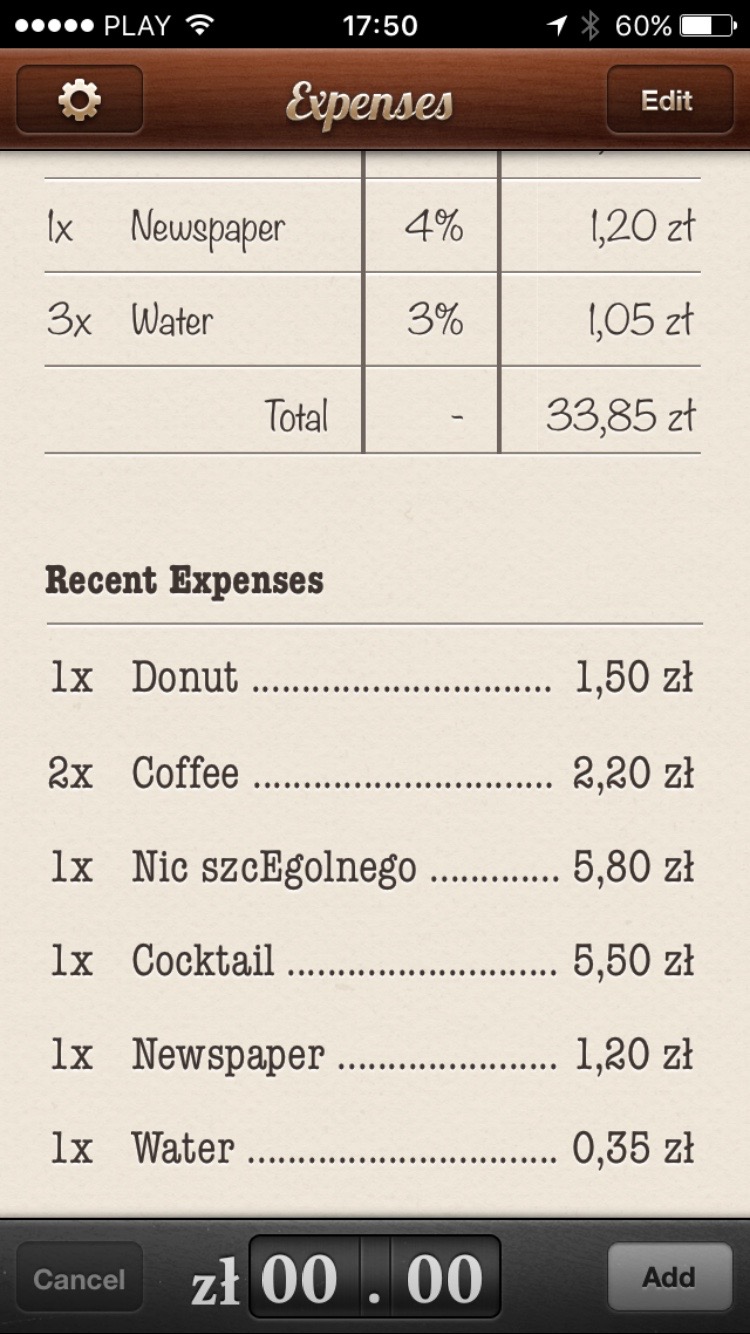 PLAY 17:50 60%
Expenses Edit
1x Newspaper 4% 1,20 zł
3x Water 3% 1,05 zł
Total - 33,85 zł
Recent Expenses
1x Donut .............................. 1,50 zł
2x Coffee .............................. 2,20 zł
1x Nic szcEgolnego ............. 5,80 zł
1x Cocktail ........................... 5,50 zł
1x Newspaper ...................... 1,20 zł
1x Water ............................... 0,35 zł
Cancel zł 00 . 00 Add